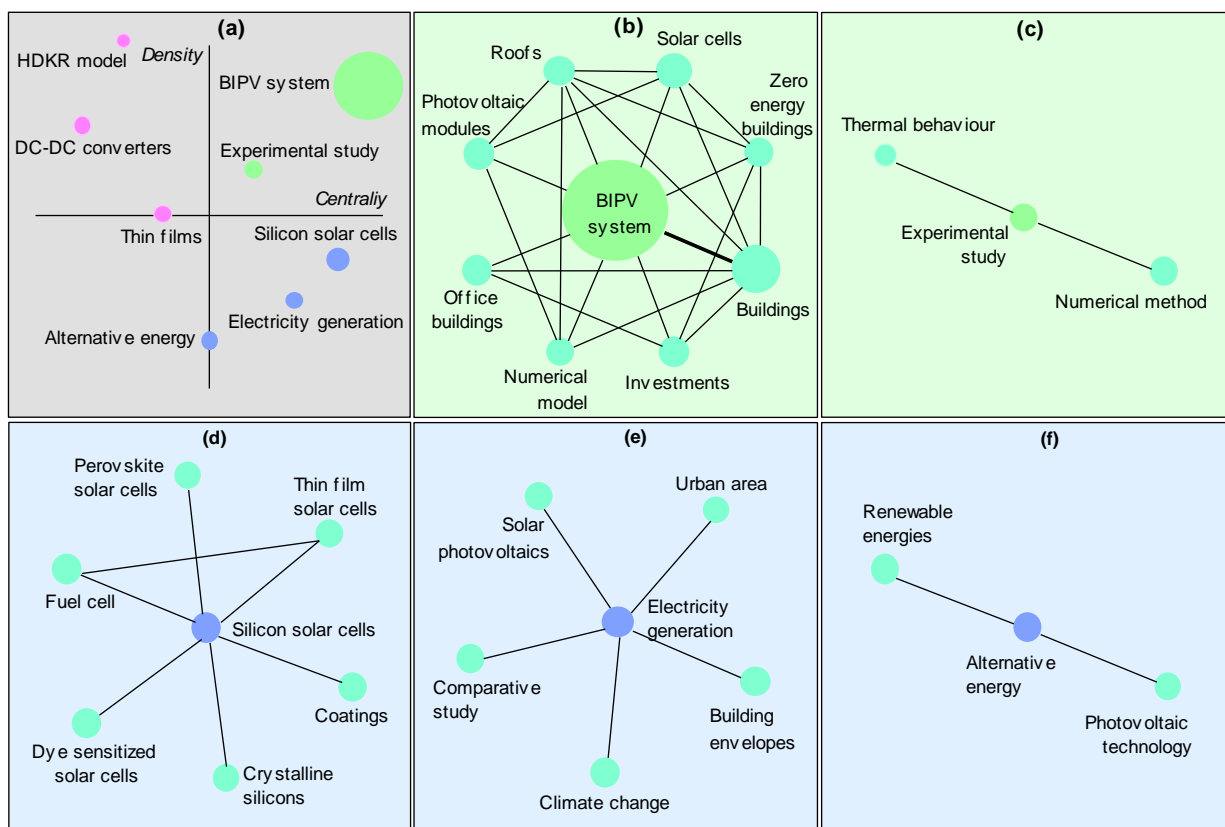 (a)
HDKR model
Density
BIPV system
DC-DC converters
Experimental study
Centraliy
Thin films
Silicon solar cells
Electricity generation
Alternative energy
(b)
Roofs
Solar cells
Zero
energy
buildings
Photovoltaic
modules
BIPV
system
Office
buildings
Buildings
Numerical
model
Investments
(c)
Thermal behaviour
Experimental
study
Numerical method
(d)
Perovskite
solar cells
Thin film
solar cells
Fuel cell
Silicon solar cells
Coatings
Dye sensitized
solar cells
Crystalline
silicons
(e)
Urban area
Solar
photovoltaics
Electricity
generation
Comparative
study
Building
envelopes
Climate change
(f)
Renewable
energies
Alternative
energy
Photovoltaic
technology